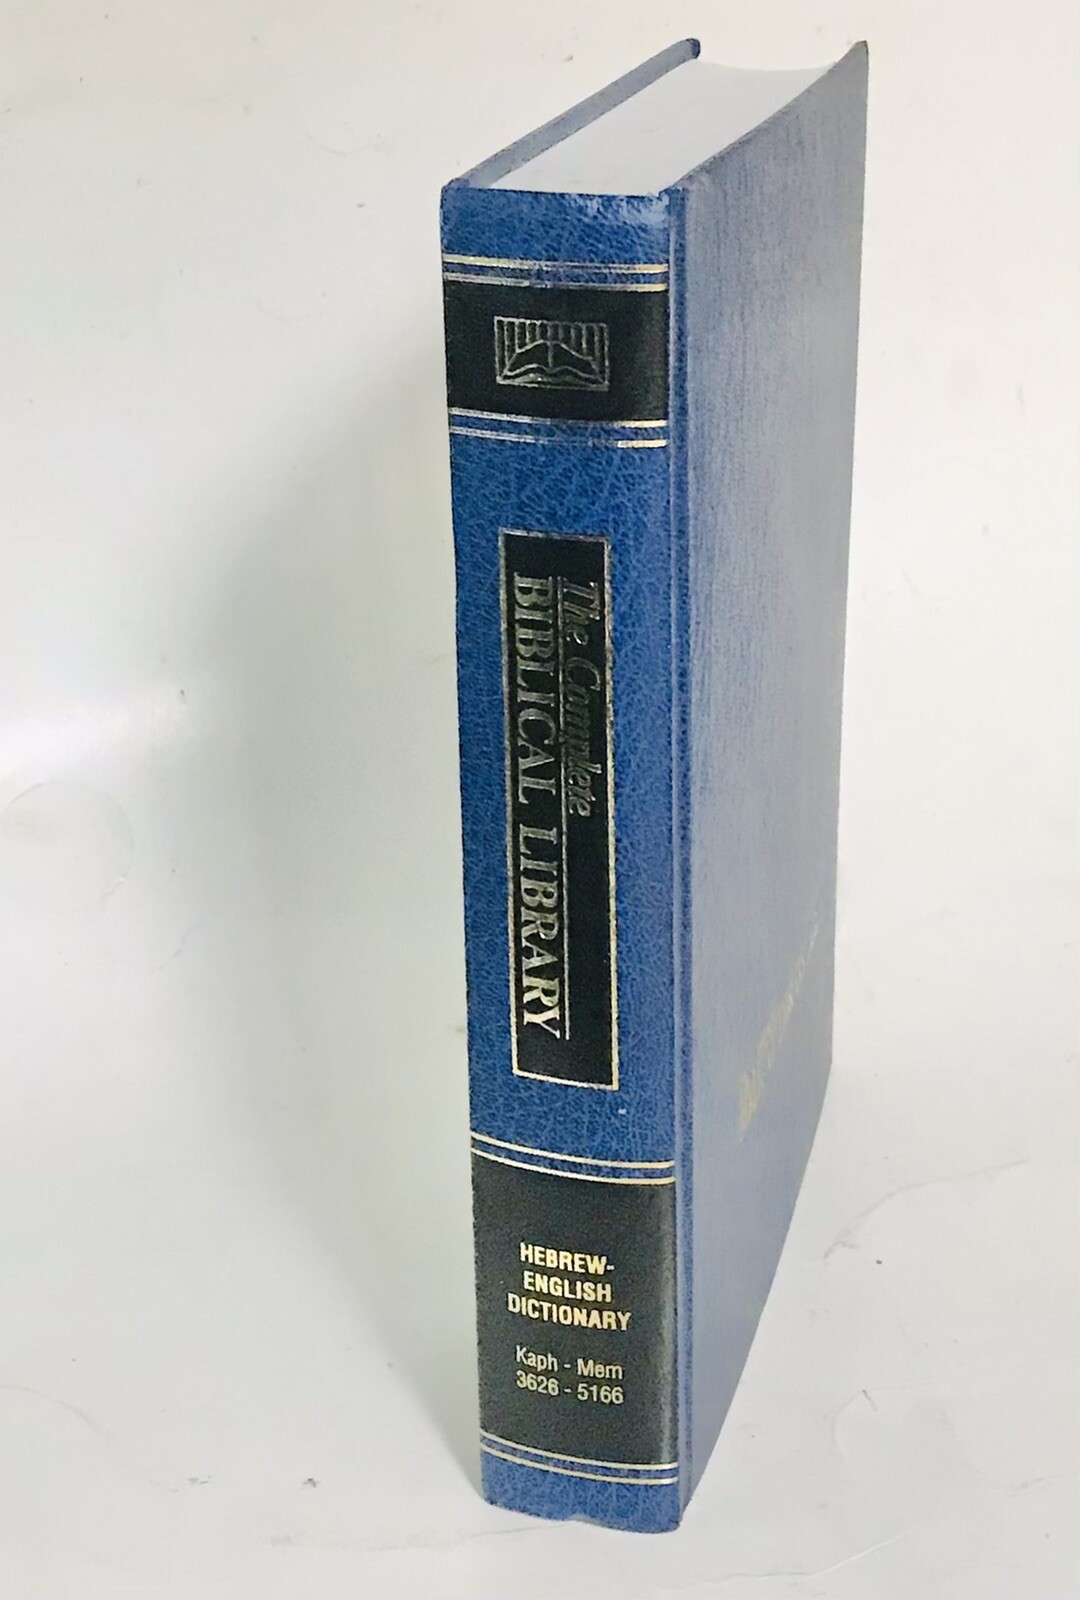 The Complete
BIBLICAL LIBRARY
HEBREW-
ENGLISH
DICTIONARY
Kaph - Mem
3626 - 5166